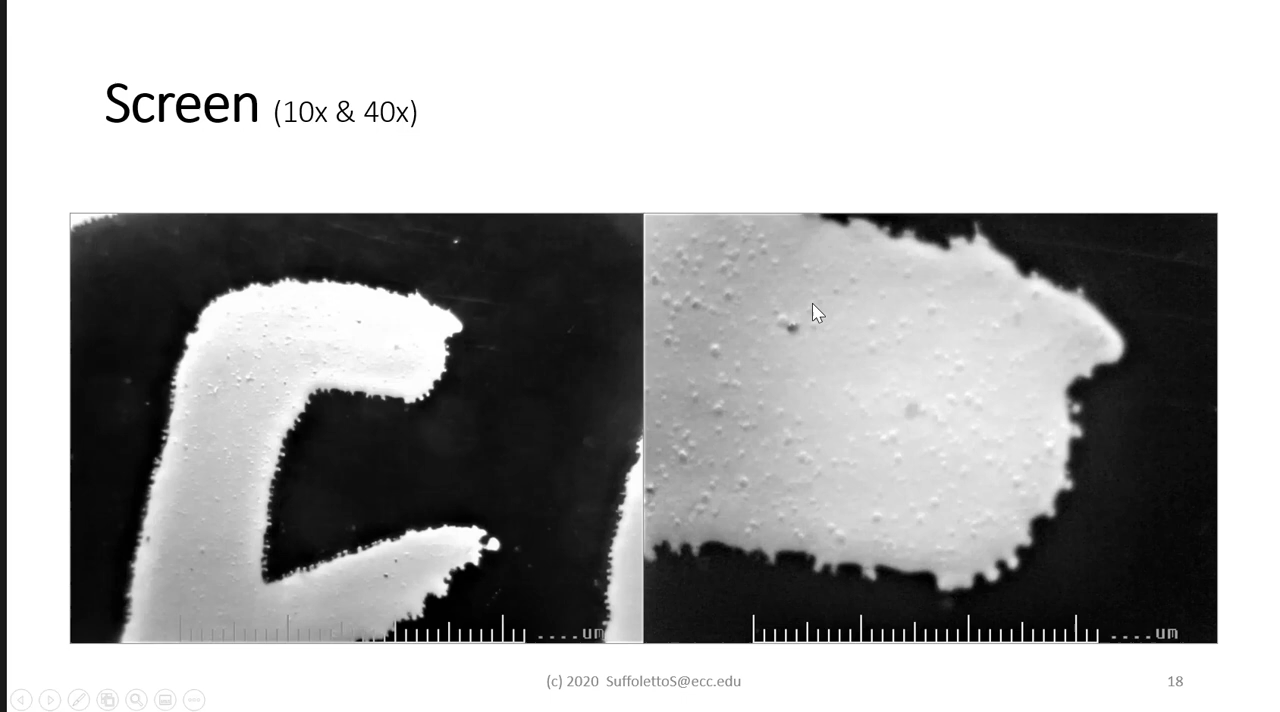 Screen (10x & 40x)
....um
....um
(c) 2020 SuffolettoS@ecc.edu
18